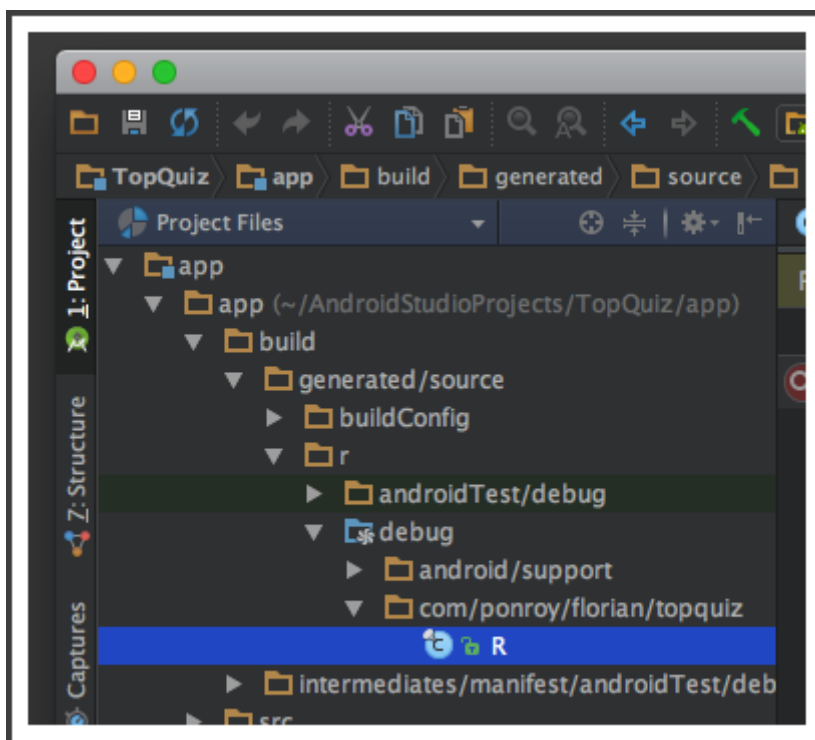 TopQuiz app build generated source
Project Files
1: Project
app
app (~/AndroidStudioProjects/TopQuiz/app)
build
generated/source
buildConfig
r
androidTest/debug
7: Structure
debug
android/support
com/ponroy/florian/topquiz
R
Captures
intermediates/manifest/androidTest/deb
src